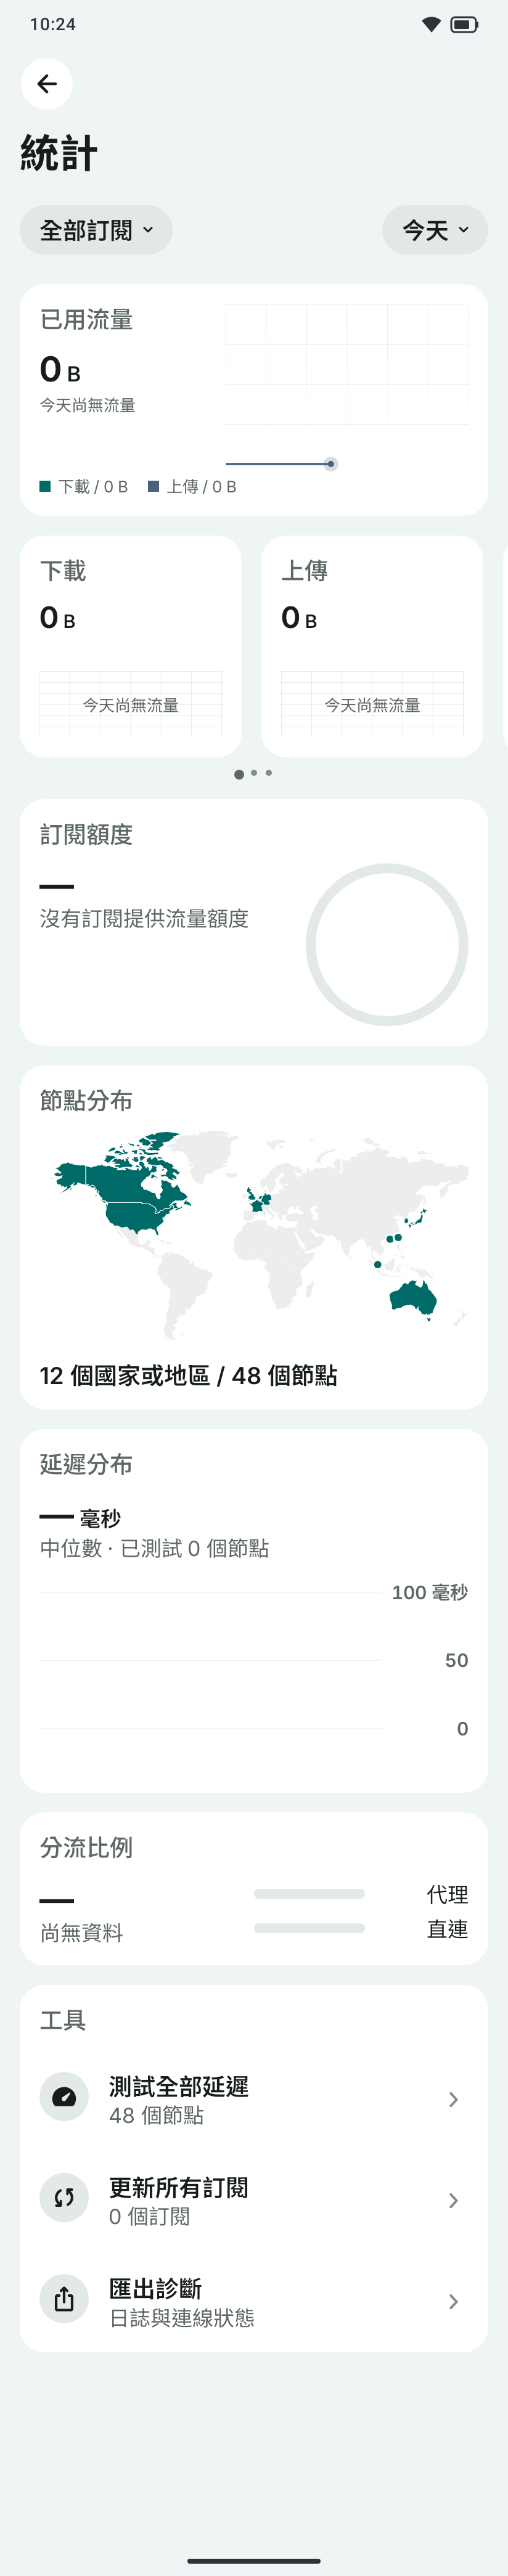 10:24
統計
全部訂閱
今天
已用流量
0 B
今天尚無流量
下載 / 0 B
上傳 / 0 B
下載
0 B
今天尚無流量
上傳
0 B
今天尚無流量
訂閱額度
—
沒有訂閱提供流量額度
節點分布
12 個國家或地區 / 48 個節點
延遲分布
— 毫秒
中位數 · 已測試 0 個節點
100 毫秒
50
0
分流比例
—
尚無資料
代理
直連
工具
測試全部延遲
48 個節點
更新所有訂閱
0 個訂閱
匯出診斷
日誌與連線狀態